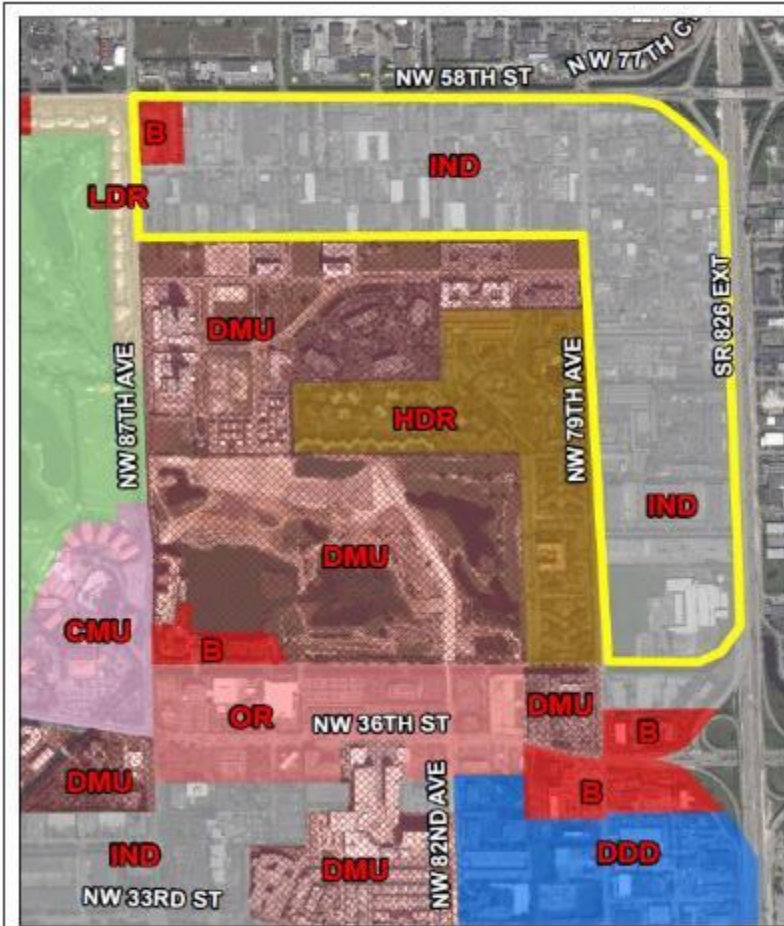 NW 58TH ST
NW 77TH C
B
IND
LDR
SR 826 EXT
DMU
NW 87TH AVE
NW 79TH AVE
HDR
IND
DMU
CMU
B
DMU
OR
NW 36TH ST
B
DMU
B
NW 82ND AVE
IND
DMU
DDD
NW 33RD ST